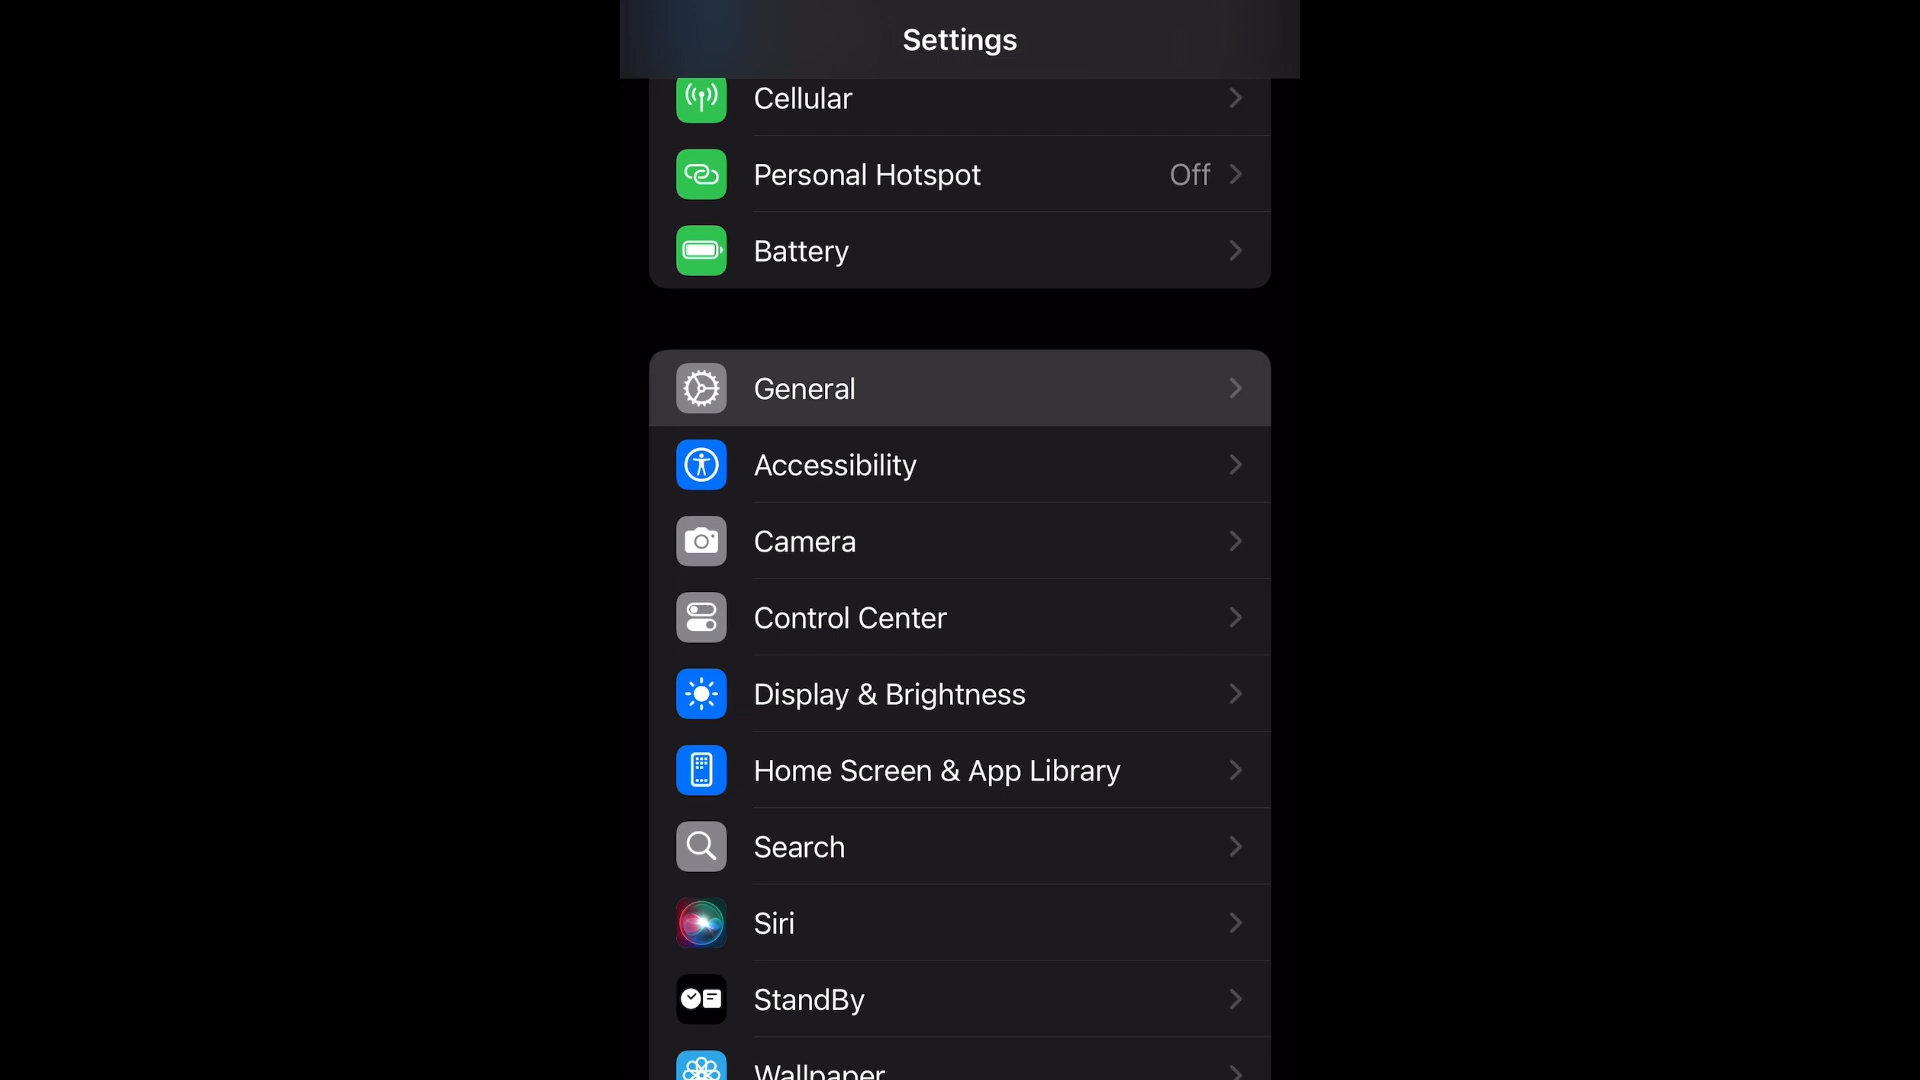 Settings
Cellular
Personal Hotspot Off
Battery
General
Accessibility
Camera
Control Center
Display & Brightness
Home Screen & App Library
Search
Siri
StandBy
Wallpaper